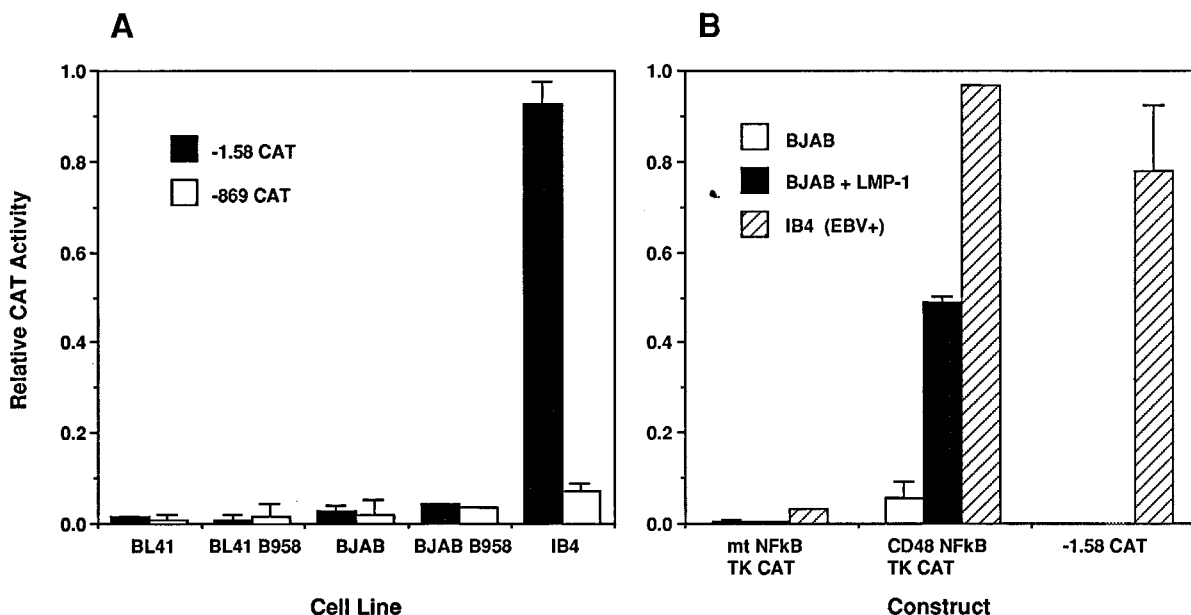 A
Relative CAT Activity
1.0
0.8
0.6
0.4
0.2
0.0
-1.58 CAT
-869 CAT
BL41
BL41 B958
BJAB
BJAB B958
IB4
Cell Line
B
1.0
0.8
0.6
0.4
0.2
0.0
BJAB
BJAB + LMP-1
IB4 (EBV+)
mt NFkB
TK CAT
CD48 NFkB
TK CAT
-1.58 CAT
Construct